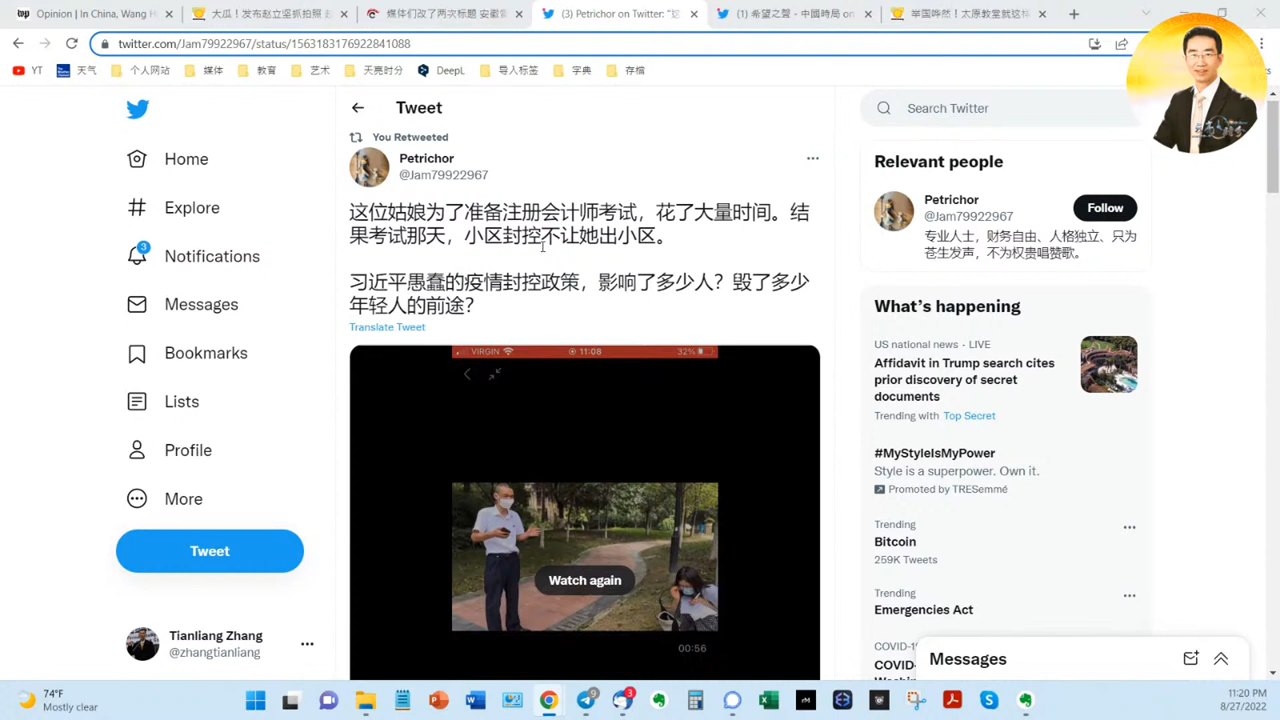 Opinion | In China, Wang H
大瓜！发布赵立坚抓拍照 赵
媒体们改了两次标题 安徽管
(3) Petrichor on Twitter: "这
(1) 希望之聲 - 中國時局 on
举国哗然！太原教堂就这样
twitter.com/Jam79922967/status/1563183176922841088
YT
天气
个人网站
媒体
教育
艺术
天亮时分
DeepL
导人标签
字典
存檔
Tweet
Search Twitter
You Retweeted
Petrichor
@Jam79922967
这位姑娘为了准备注册会计师考试，花了大量时间。结
果考试那天，小区封控不让她出小区。
习近平愚蠢的疫情封控政策，影响了多少人？毁了多少
年轻人的前途？
Translate Tweet
VIRGIN
11:08
32%
Watch again
00:56
Home
Explore
3
Notifications
Messages
Bookmarks
Lists
Profile
More
Tweet
Tianliang Zhang
@zhangtianliang
Relevant people
Petrichor
@Jam79922967
Follow
专业人士，财务自由、人格独立、只为
苍生发声，不为权贵唱赞歌。
What's happening
US national news · LIVE
Affidavit in Trump search cites
prior discovery of secret
documents
Trending with Top Secret
#MyStyleIsMyPower
Style is a superpower. Own it.
Promoted by TRESemmé
Trending
Bitcoin
259K Tweets
Trending
Emergencies Act
Messages
74°F
Mostly clear
9
3
11:20 PM
8/27/2022